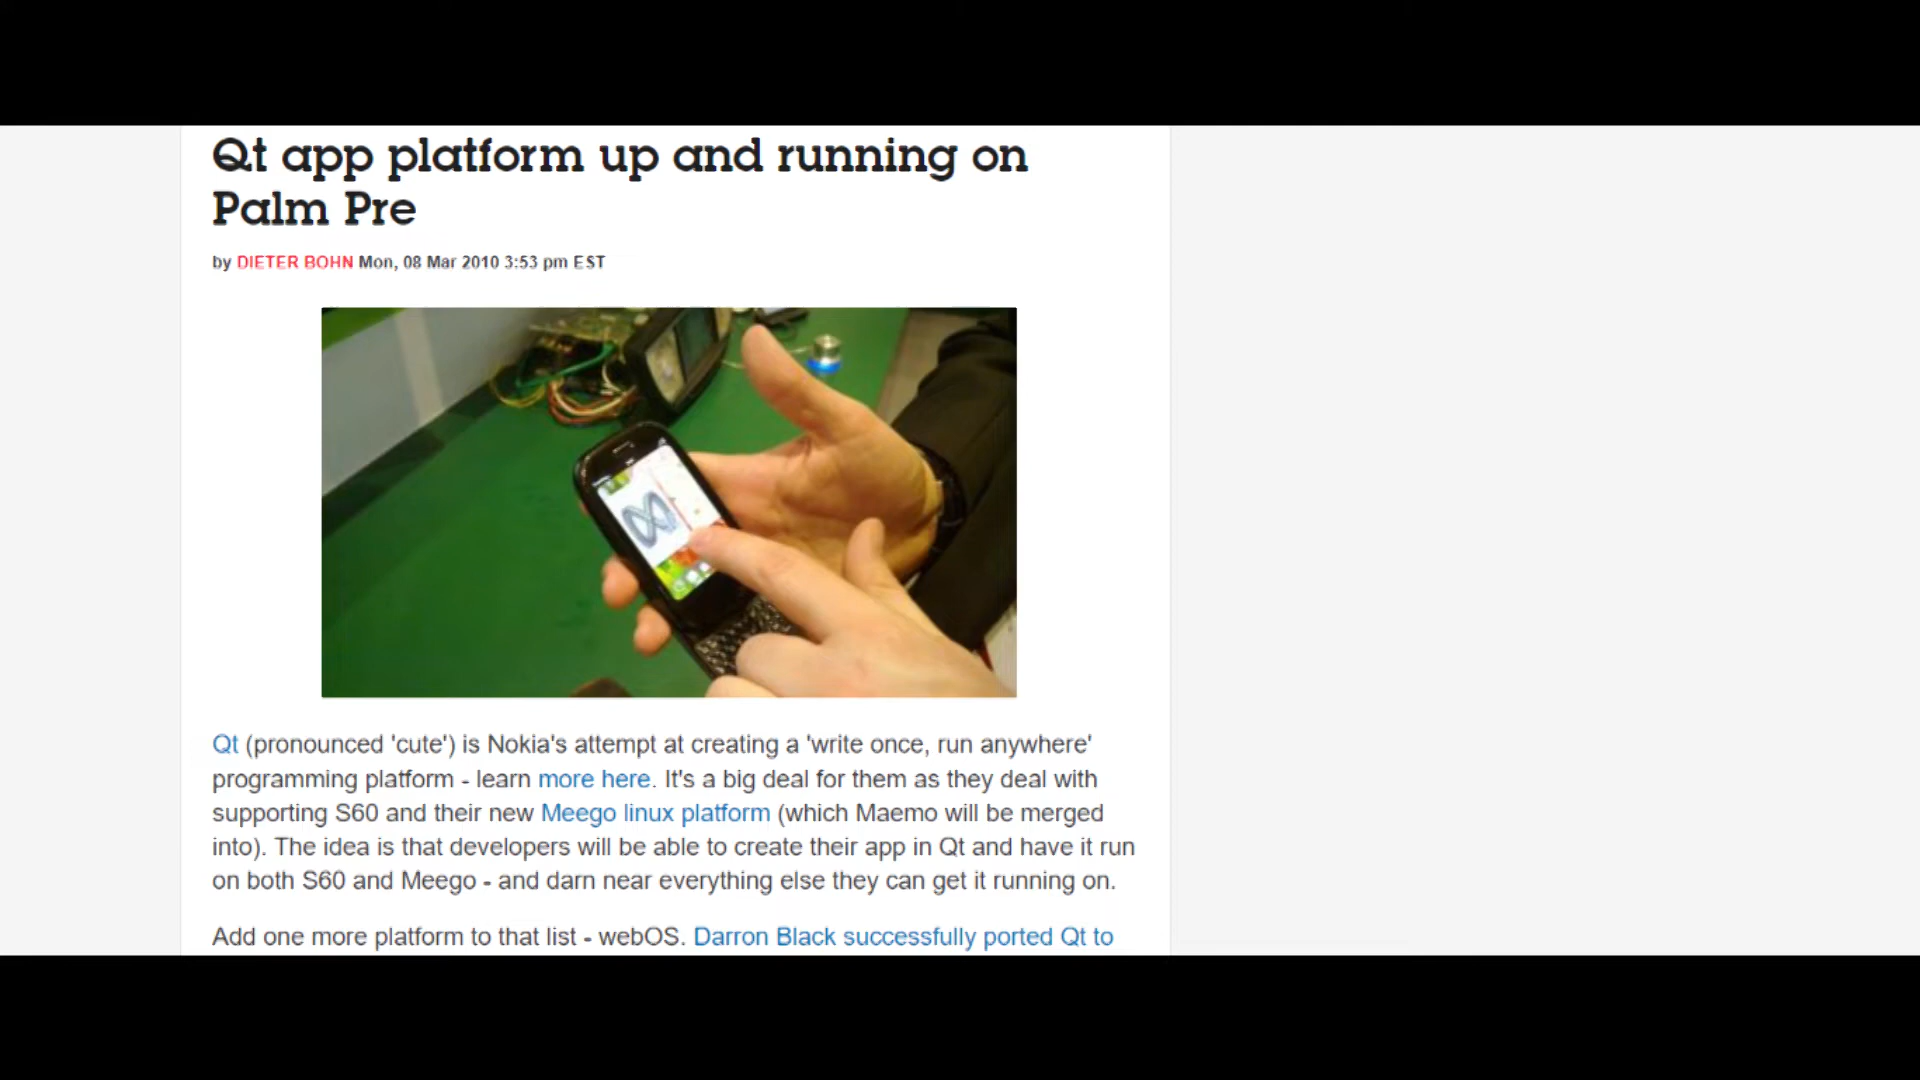 Qt app platform up and running on
Palm Pre
by DIETER BOHN Mon, 08 Mar 2010 3:53 pm EST
Qt (pronounced 'cute') is Nokia's attempt at creating a 'write once, run anywhere'
programming platform - learn more here. It's a big deal for them as they deal with
supporting S60 and their new Meego linux platform (which Maemo will be merged
into). The idea is that developers will be able to create their app in Qt and have it run
on both S60 and Meego - and darn near everything else they can get it running on.
Add one more platform to that list - webOS. Darron Black successfully ported Qt to